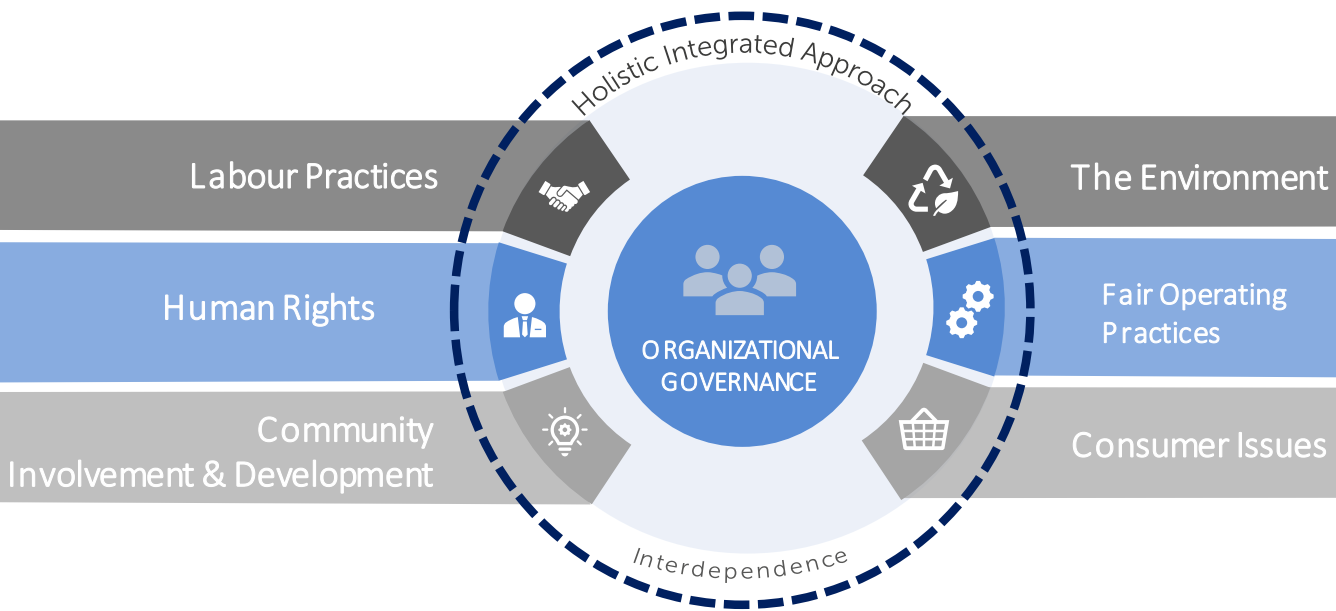 Holistic Integrated Approach
Labour Practices
The Environment
Human Rights
Fair Operating
Practices
ORGANIZATIONAL
GOVERNANCE
Community
Involvement & Development
Consumer Issues
Interdependence